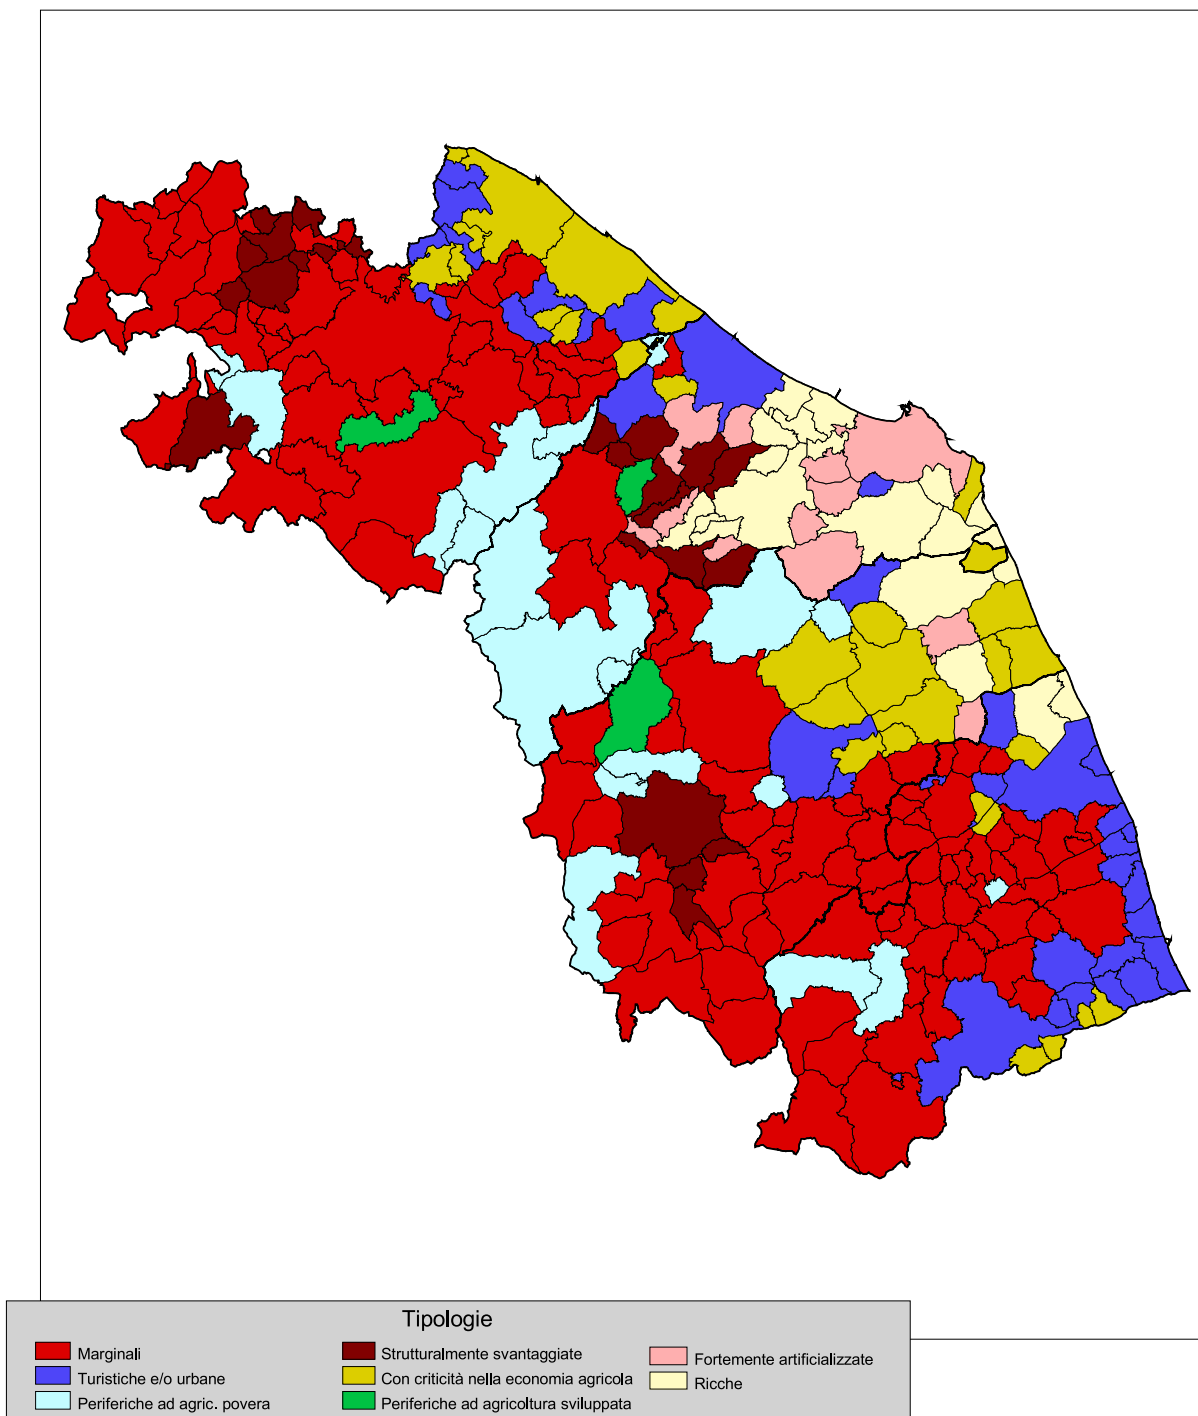 Tipologie
Marginali
Turistiche e/o urbane
Periferiche ad agric. povera
Strutturalmente svantaggiate
Con criticità nella economia agricola
Periferiche ad agricoltura sviluppata
Fortemente artificializzate
Ricche